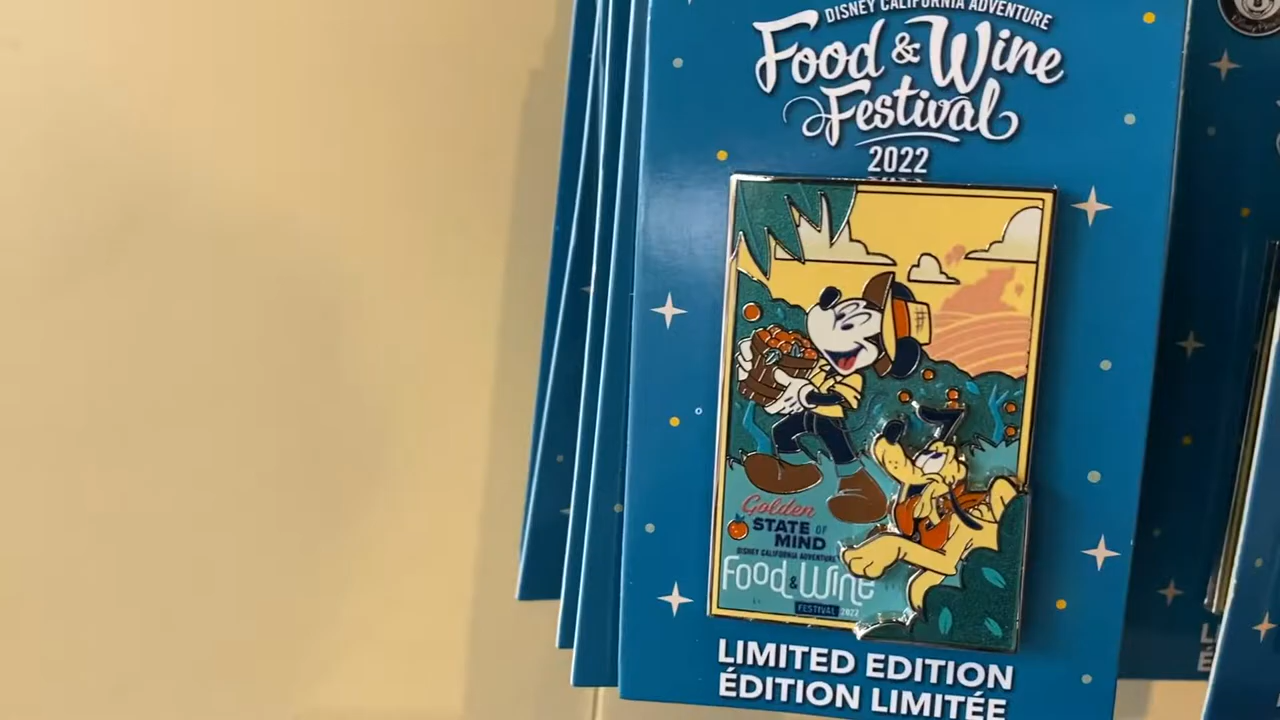 DISNEY CALIFORNIA ADVENTURE
Food & Wine
Festival
2022
Golden
STATE OF
MIND
DISNEY CALIFORNIA ADVENTURE
Food & Wine
FESTIVAL 2022
LIMITED EDITION
ÉDITION LIMITÉE